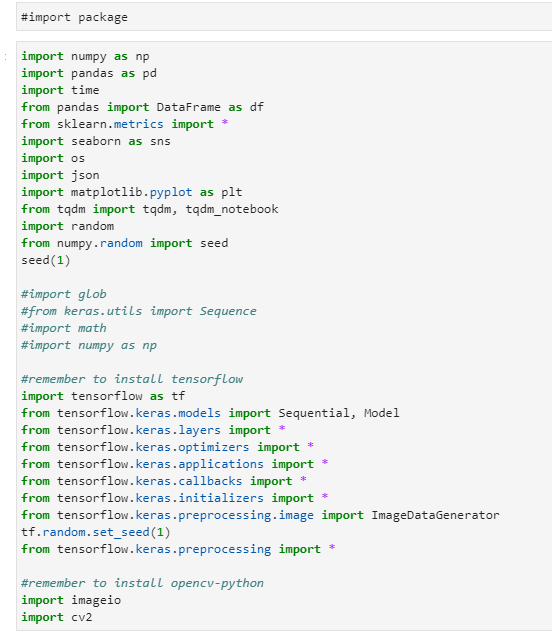 #import package
import numpy as np
import pandas as pd
import time
from pandas import DataFrame as df
from sklearn.metrics import *
import seaborn as sns
import os
import json
import matplotlib.pyplot as plt
from tqdm import tqdm, tqdm_notebook
import random
from numpy.random import seed
seed(1)
#import glob
#from keras.utils import Sequence
#import math
#import numpy as np
#remember to install tensorflow
import tensorflow as tf
from tensorflow.keras.models import Sequential, Model
from tensorflow.keras.layers import *
from tensorflow.keras.optimizers import *
from tensorflow.keras.applications import *
from tensorflow.keras.callbacks import *
from tensorflow.keras.initializers import *
from tensorflow.keras.preprocessing.image import ImageDataGenerator
tf.random.set_seed(1)
from tensorflow.keras.preprocessing import *
#remember to install opencv-python
import imageio
import cv2